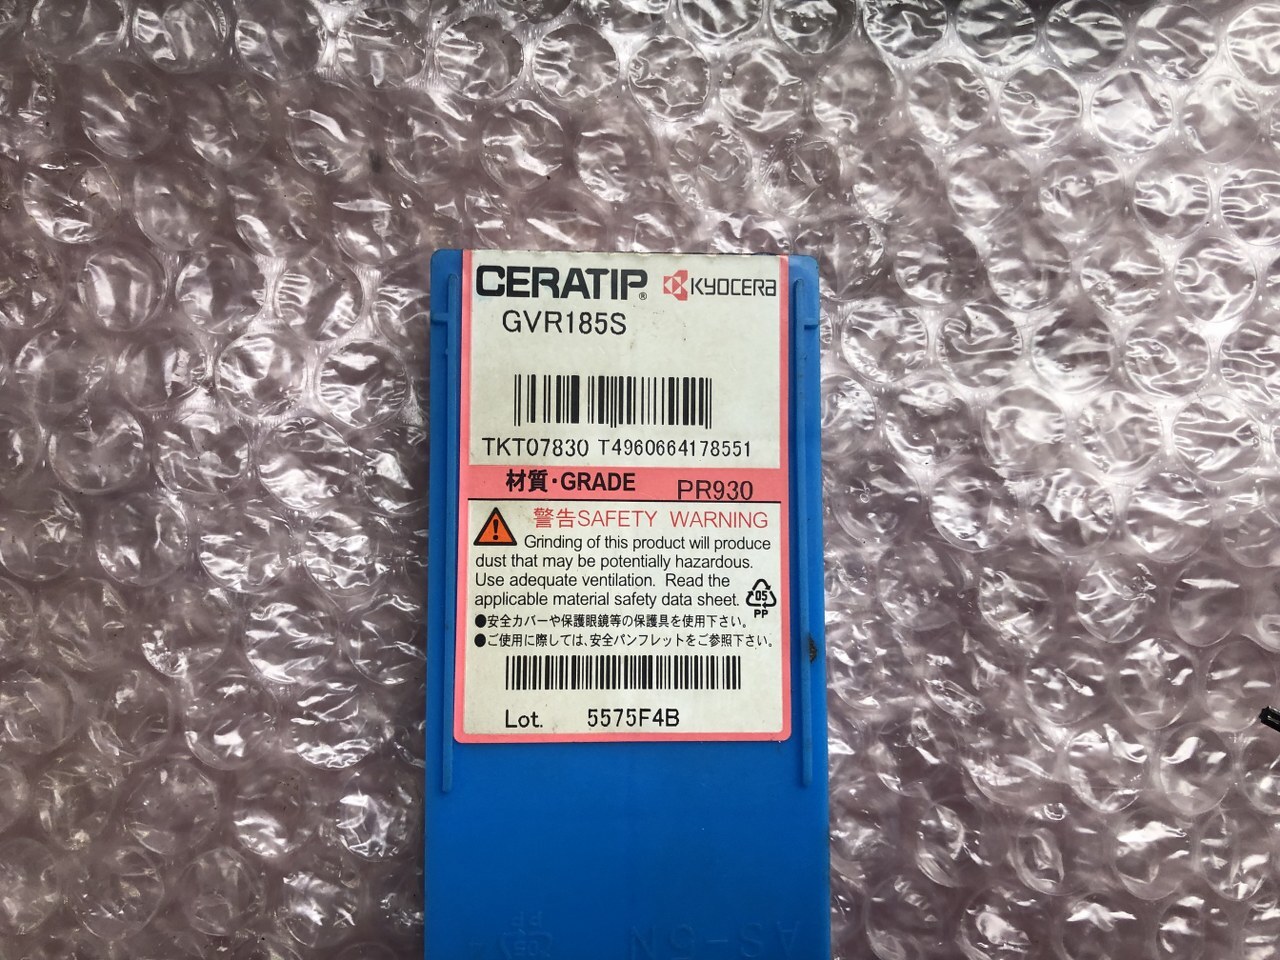 CERATIP® KYOCERA
GVR185S
TKT07830 T4960664178551
材質・GRADE PR930
警告SAFETY WARNING
Grinding of this product will produce
dust that may be potentially hazardous.
Use adequate ventilation. Read the
applicable material safety data sheet.
05
PP
●安全カバーや保護眼鏡等の保護具を使用下さい。
●ご使用に際しては、安全パンフレットをご参照下さい。
Lot. 5575F4B
AS-5N